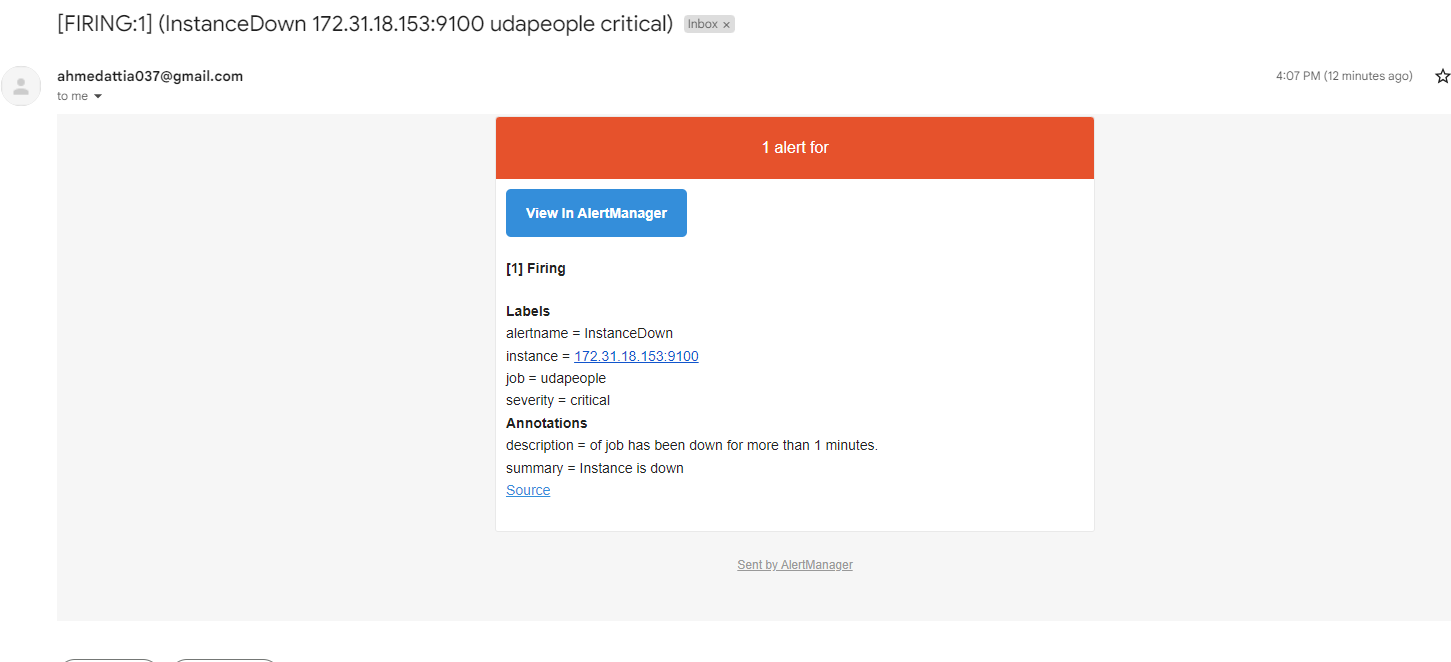 [FIRING:1] (InstanceDown 172.31.18.153:9100 udapeople critical) Inbox ×
ahmedattia037@gmail.com 4:07 PM (12 minutes ago)
to me
1 alert for
View In AlertManager
[1] Firing
Labels
alertname = InstanceDown
instance = 172.31.18.153:9100
job = udapeople
severity = critical
Annotations
description = of job has been down for more than 1 minutes.
summary = Instance is down
Source
Sent by AlertManager